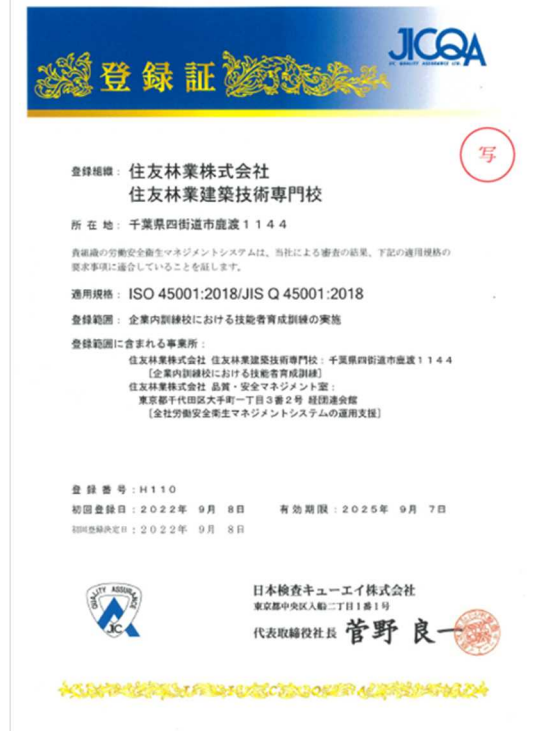 登録証
JICQA
JIC QUALITY ASSURANCE LTD.
写
登録組織：住友林業株式会社
住友林業建築技術専門校
所 在 地：千葉県四街道市鹿渡１１４４
貴組織の労働安全衛生マネジメントシステムは、当社による審査の結果、下記の適用規格の
要求事項に適合していることを証します。
適用規格：ISO 45001:2018/JIS Q 45001:2018
登録範囲：企業内訓練校における技能者育成訓練の実施
登録範囲に含まれる事業所：
住友林業株式会社 住友林業建築技術専門校：千葉県四街道市鹿渡１１４４
［企業内訓練校における技能者育成訓練］
住友林業株式会社 品質・安全マネジメント室：
東京都千代田区大手町一丁目３番２号 経団連会館
［全社労働安全衛生マネジメントシステムの運用支援］
登 録 番 号：H１１０
初回登録日：２０２２年　９月　８日　　有効期限：２０２５年　９月　７日
初回登録決定日：２０２２年　９月　８日
QUALITY ASSURANCE
JIC
日本検査キューエイ株式会社
東京都中央区入船二丁目１番１号
代表取締役社長 菅野 良一